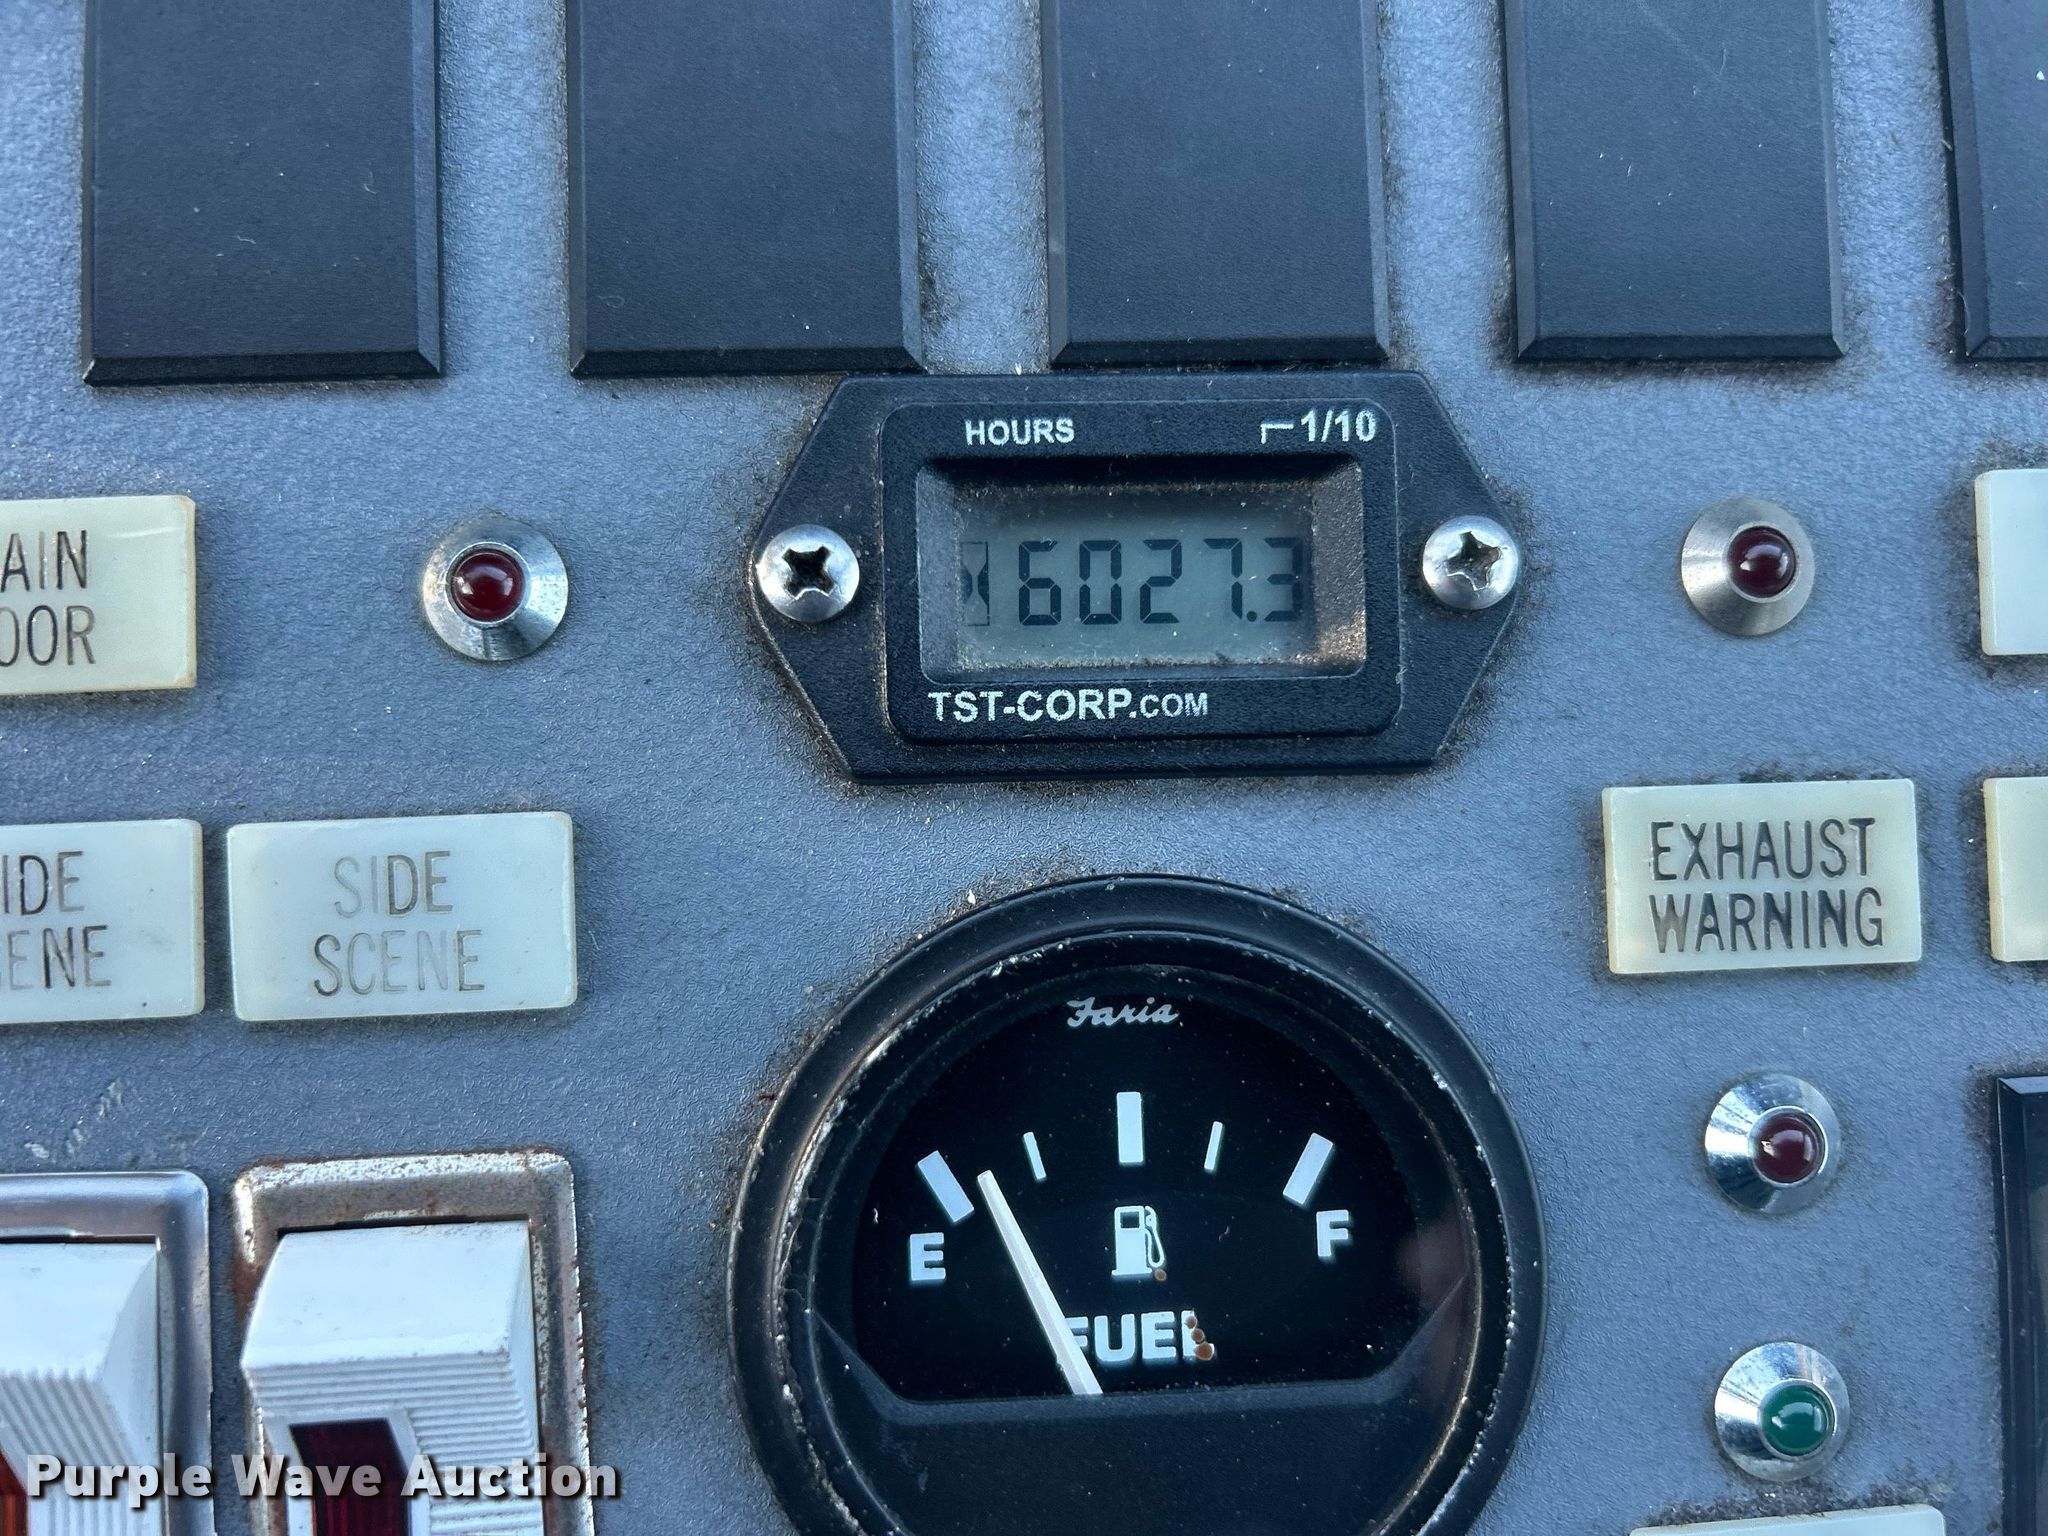 HOURS 1/10
6027.3
TST-CORP.COM
AIN
OOR
IDE
ENE
SIDE
SCENE
EXHAUST
WARNING
Faria
E F
FUEL
Purple Wave Auction